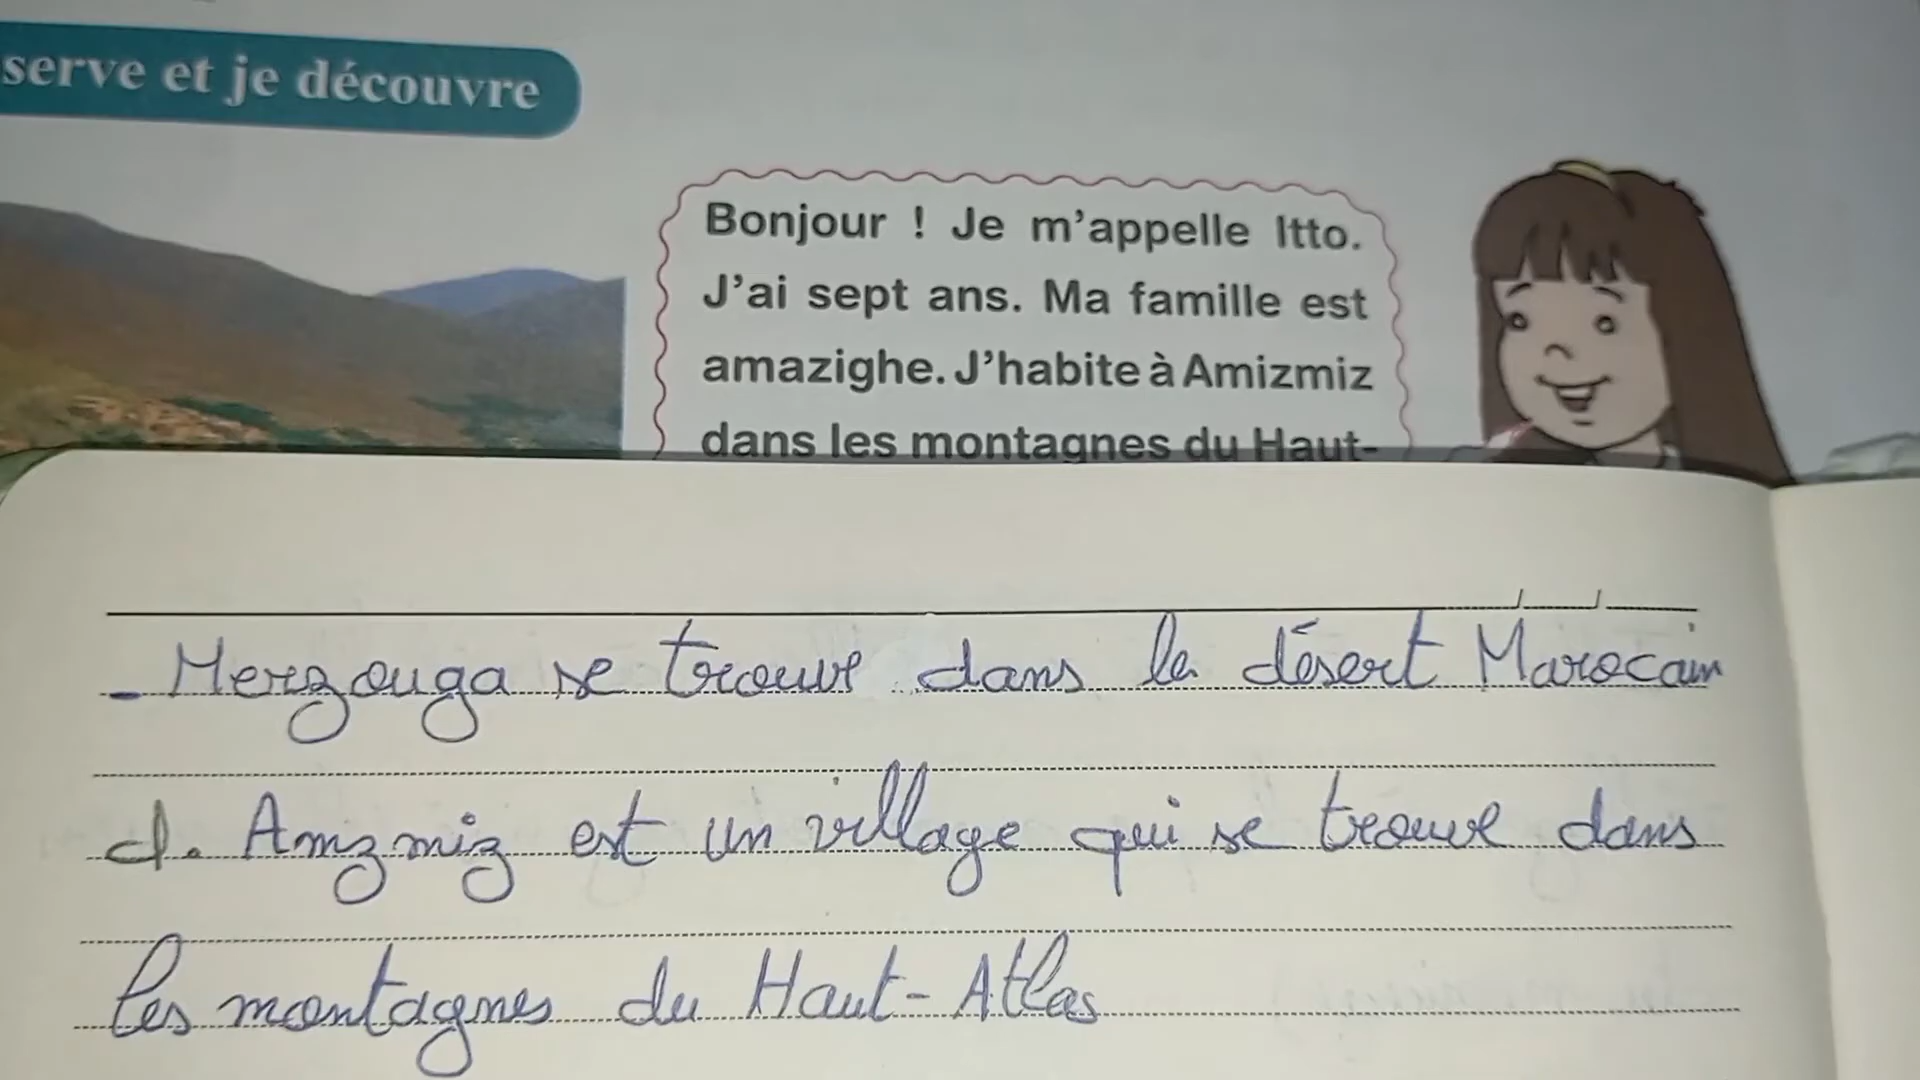 serve et je découvre
Bonjour ! Je m'appelle Itto.
J'ai sept ans. Ma famille est
amazighe. J'habite à Amizmiz
dans les montagnes du Haut-
- Merzouga se trouve dans le désert Marocain
d. Amzmiz est un village qui se trouve dans
les montagnes du Haut-Atlas